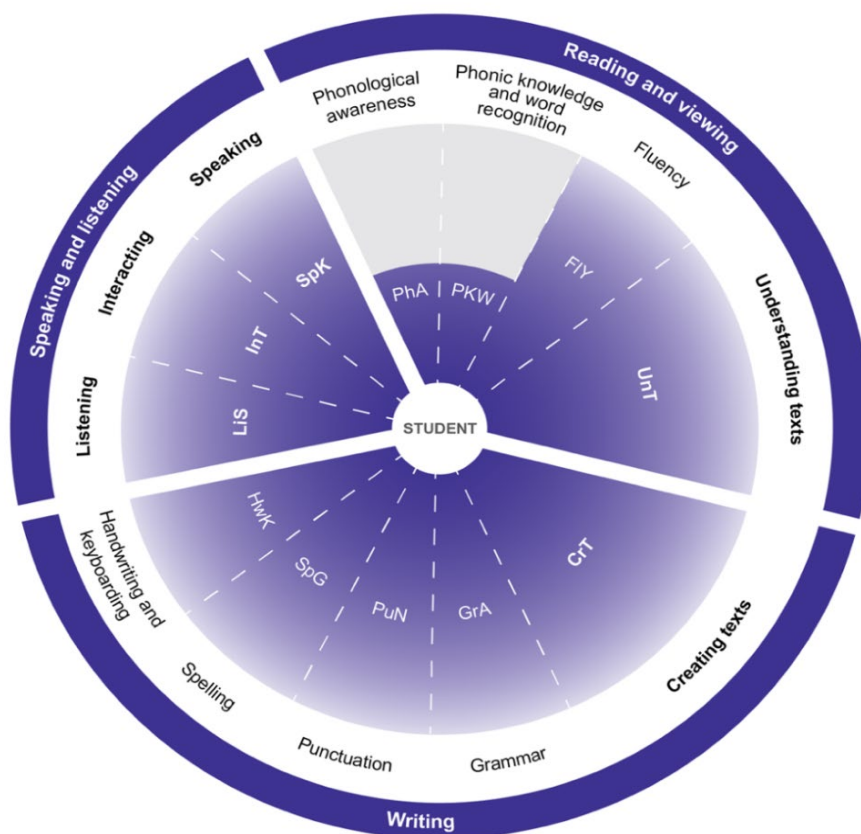 Reading and viewing
Phonological
awareness
Phonic knowledge
and word
recognition
Fluency
Understanding texts
PhA
PKW
FlY
UnT
Speaking and listening
Speaking
Interacting
Listening
SpK
InT
LiS
STUDENT
HwK
SpG
PuN
GrA
CrT
Handwriting and
keyboarding
Spelling
Punctuation
Grammar
Creating texts
Writing